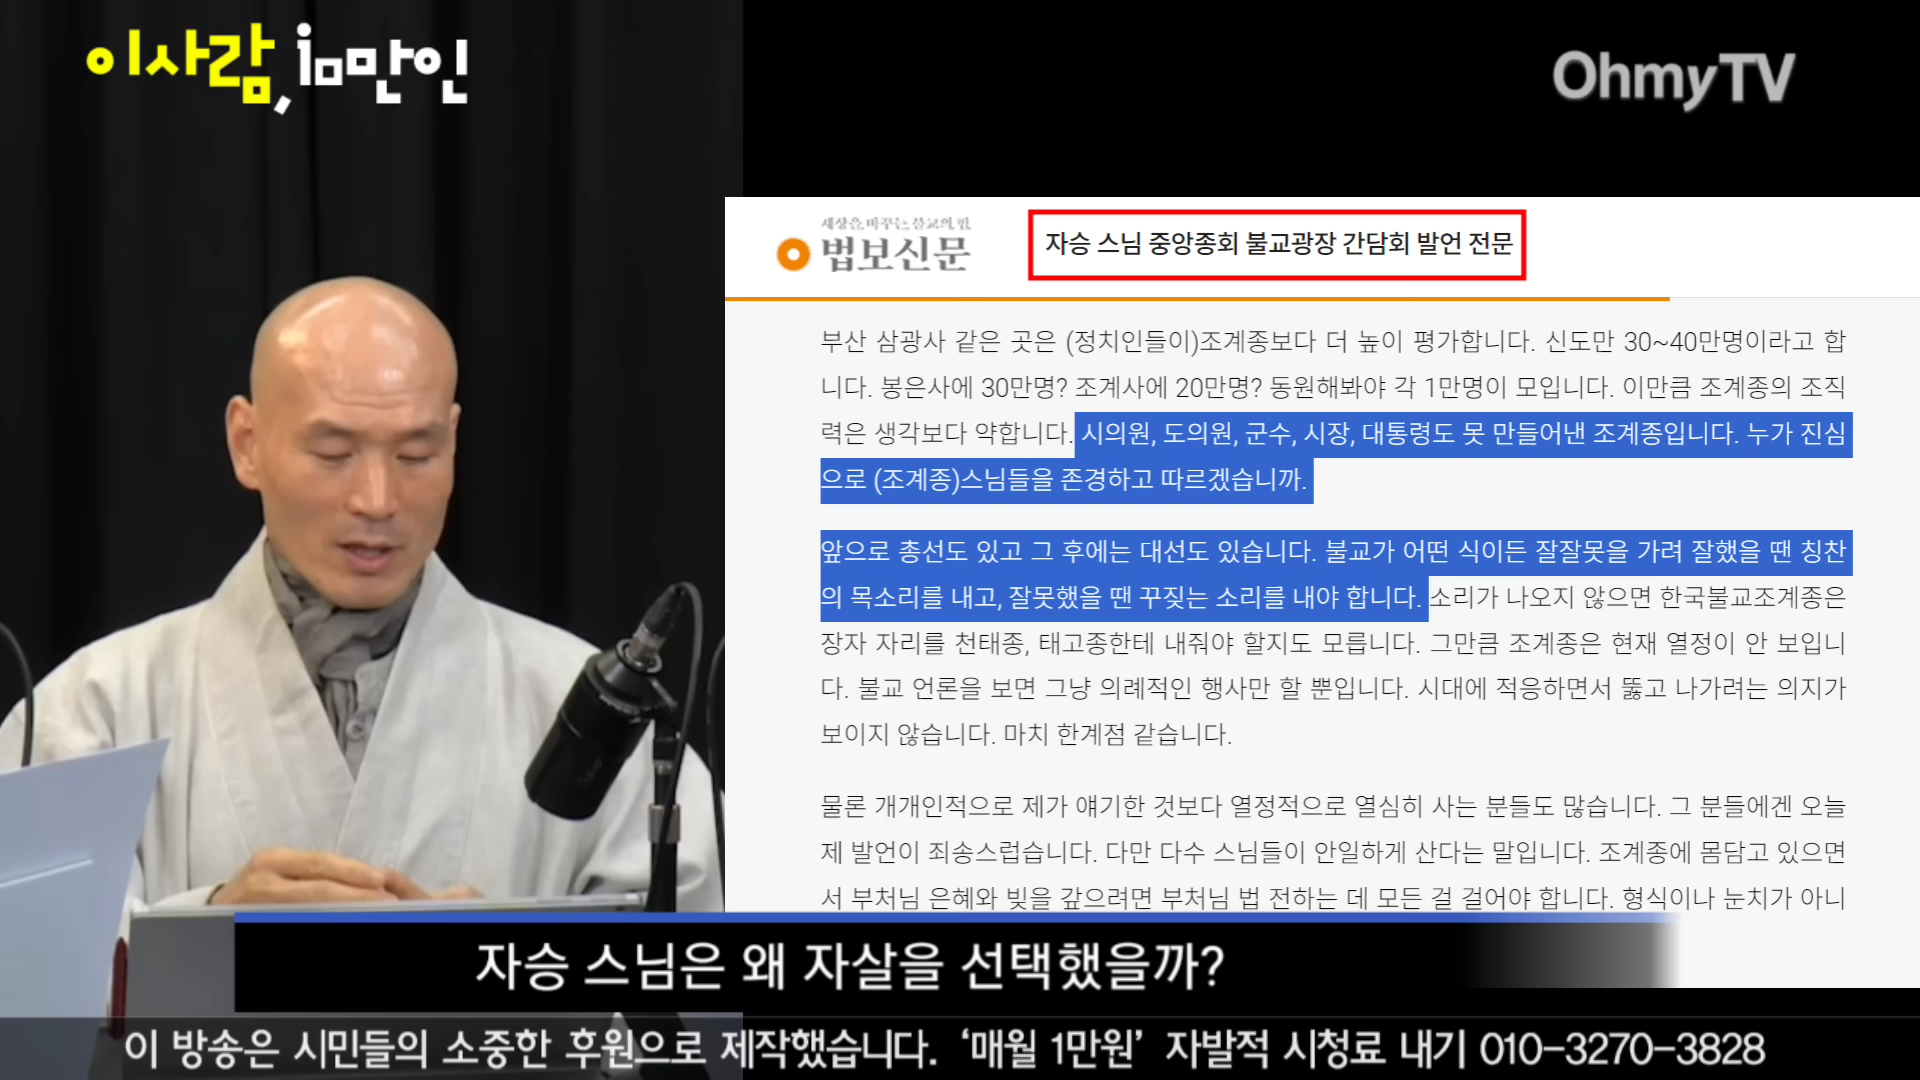 이사람, 10만인
OhmyTV
세상을 바꾸는 불교의 힘
법보신문
자승 스님 중앙종회 불교광장 간담회 발언 전문
부산 삼광사 같은 곳은 (정치인들이)조계종보다 더 높이 평가합니다. 신도만 30~40만명이라고 합
니다. 봉은사에 30만명? 조계사에 20만명? 동원해봐야 각 1만명이 모입니다. 이만큼 조계종의 조직
력은 생각보다 약합니다. 시의원, 도의원, 군수, 시장, 대통령도 못 만들어낸 조계종입니다. 누가 진심
으로 (조계종)스님들을 존경하고 따르겠습니까.
앞으로 총선도 있고 그 후에는 대선도 있습니다. 불교가 어떤 식이든 잘잘못을 가려 잘했을 땐 칭찬
의 목소리를 내고, 잘못했을 땐 꾸짖는 소리를 내야 합니다. 소리가 나오지 않으면 한국불교조계종은
장자 자리를 천태종, 태고종한테 내줘야 할지도 모릅니다. 그만큼 조계종은 현재 열정이 안 보입니
다. 불교 언론을 보면 그냥 의례적인 행사만 할 뿐입니다. 시대에 적응하면서 뚫고 나가려는 의지가
보이지 않습니다. 마치 한계점 같습니다.
물론 개개인적으로 제가 얘기한 것보다 열정적으로 열심히 사는 분들도 많습니다. 그 분들에겐 오늘
제 발언이 죄송스럽습니다. 다만 다수 스님들이 안일하게 산다는 말입니다. 조계종에 몸담고 있으면
서 부처님 은혜와 빚을 갚으려면 부처님 법 전하는 데 모든 걸 걸어야 합니다. 형식이나 눈치가 아니
자승 스님은 왜 자살을 선택했을까?
이 방송은 시민들의 소중한 후원으로 제작했습니다. ‘매월 1만원’ 자발적 시청료 내기 010-3270-3828